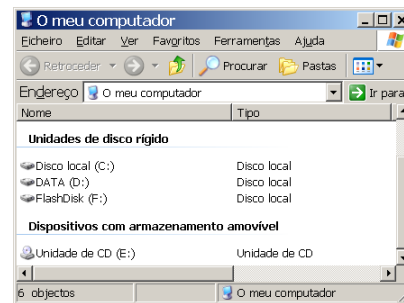 O meu computador
Eicheiro Editar Ver Favoritos Ferramentas Ajuda
Retroceder Procurar Pastas
Endereço O meu computador Ir para
Nome Tipo
Unidades de disco rígido
Disco local (C:) Disco local
DATA (D:) Disco local
FlashDisk (F:) Disco local
Dispositivos com armazenamento amovível
Unidade de CD (E:) Unidade de CD
6 objectos O meu computador